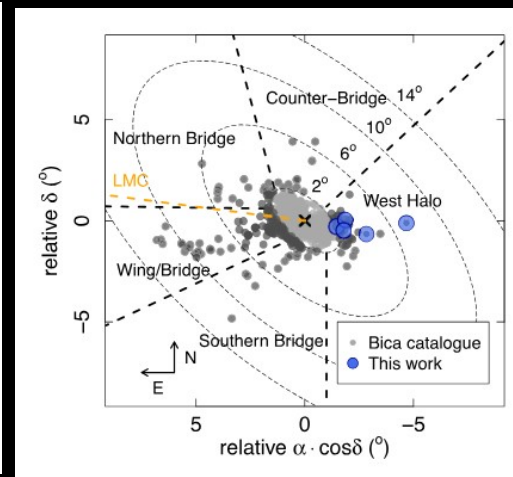 Counter−Bridge
14°
10°
Northern Bridge
6°
2°
LMC
West Halo
Wing/Bridge
Southern Bridge
Bica catalogue
This work
N
E
5
0
−5
relative δ (°)
5
0
−5
relative α · cosδ (°)